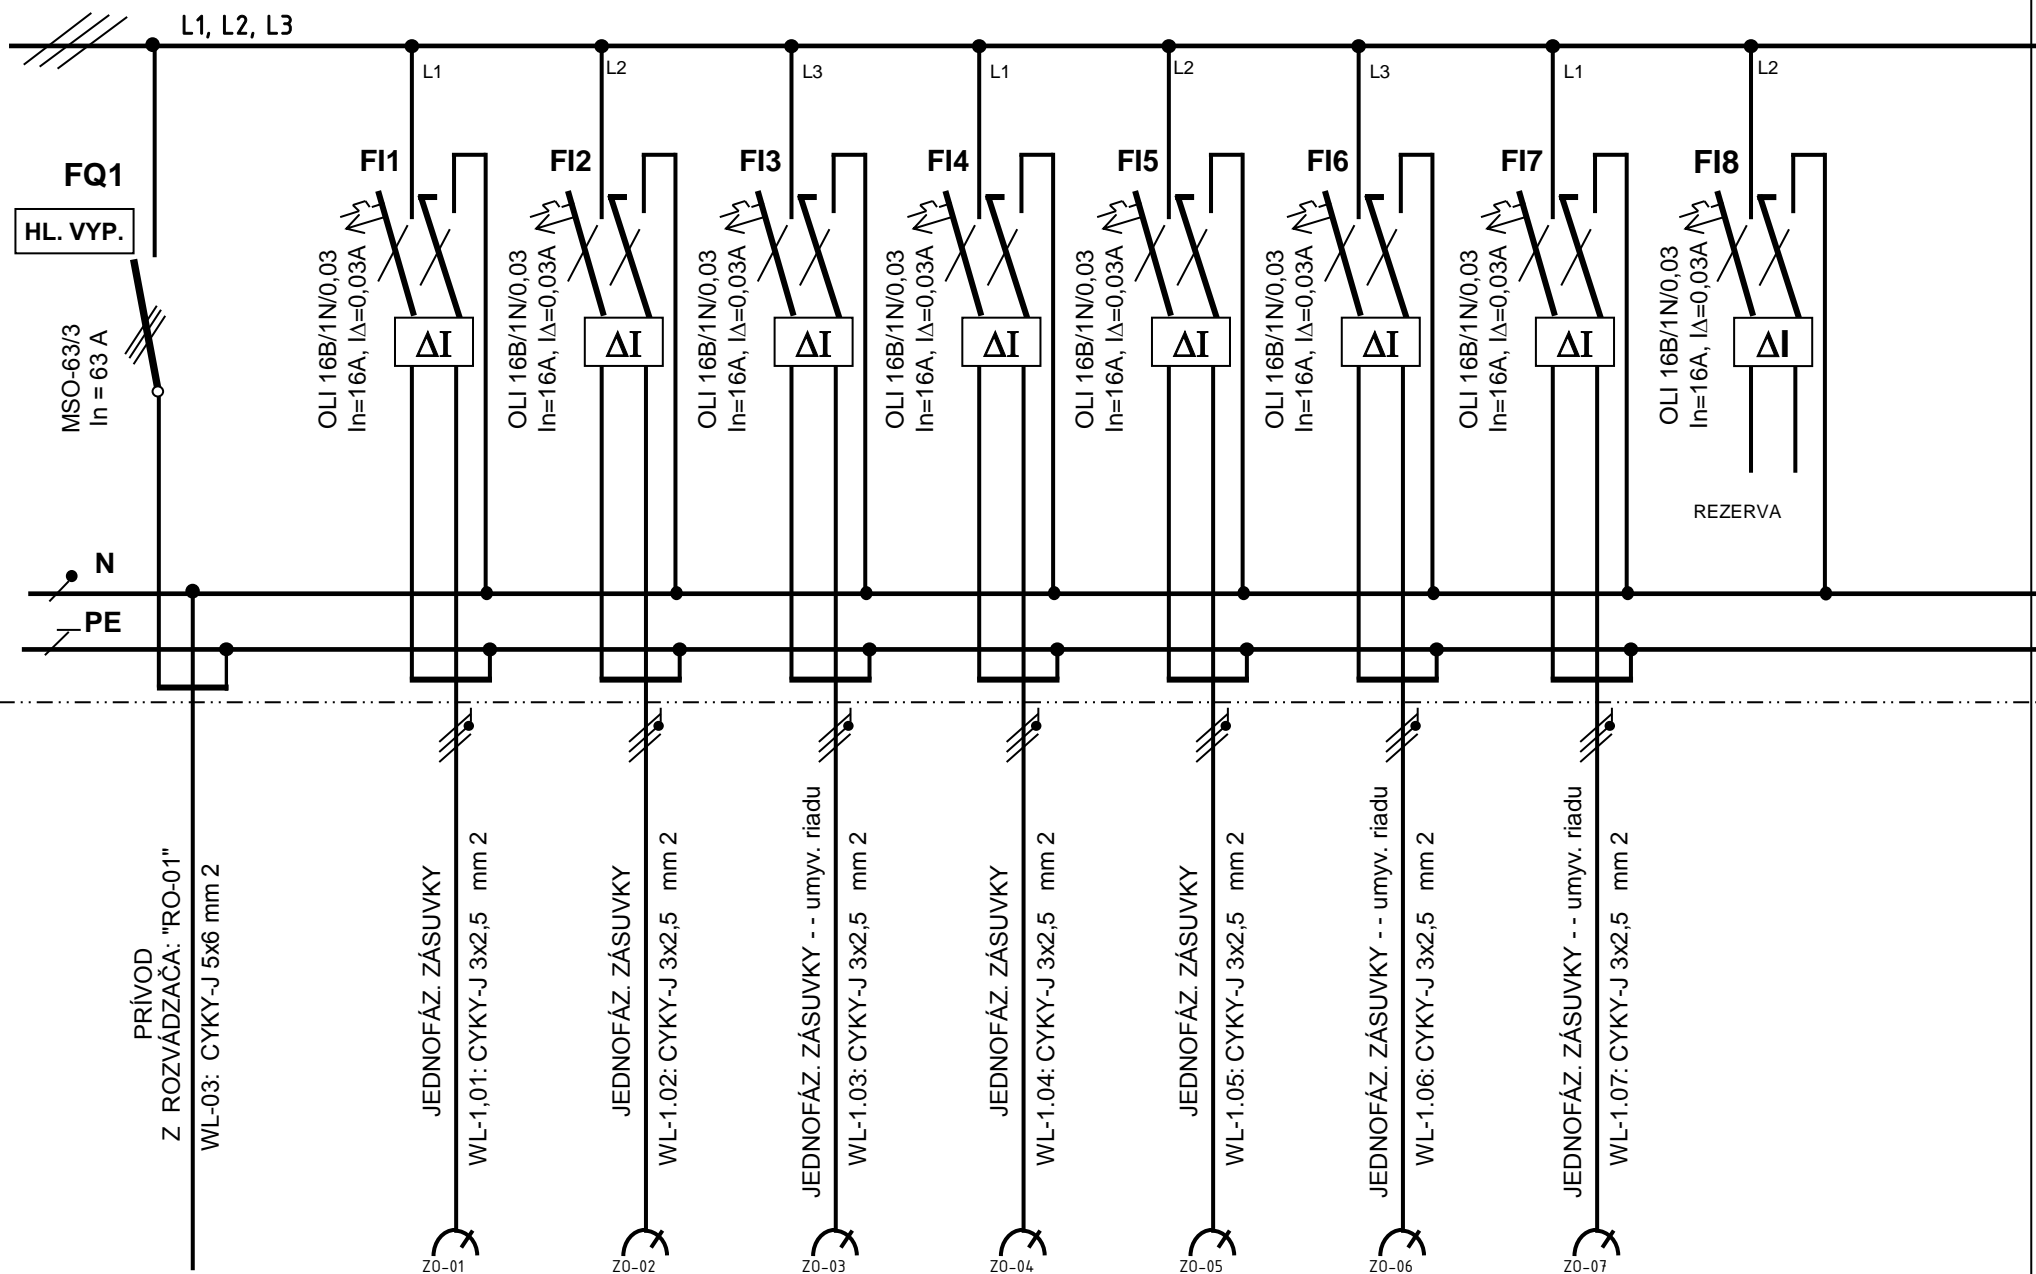 L1, L2, L3
L1
L2
L3
L1
L2
L3
L1
L2
FQ1
HL. VYP.
MSO-63/3
In = 63 A
FI1
OLI 16B/1N/0,03
In=16A, I∆=0,03A
ΔI
FI2
OLI 16B/1N/0,03
In=16A, I∆=0,03A
ΔI
FI3
OLI 16B/1N/0,03
In=16A, I∆=0,03A
ΔI
FI4
OLI 16B/1N/0,03
In=16A, I∆=0,03A
ΔI
FI5
OLI 16B/1N/0,03
In=16A, I∆=0,03A
ΔI
FI6
OLI 16B/1N/0,03
In=16A, I∆=0,03A
ΔI
FI7
OLI 16B/1N/0,03
In=16A, I∆=0,03A
ΔI
FI8
OLI 16B/1N/0,03
In=16A, I∆=0,03A
ΔI
REZERVA
N
PE
PRÍVOD
Z ROZVÁDZAČA: "RO-01"
WL-03: CYKY-J 5x6 mm 2
JEDNOFÁZ. ZÁSUVKY
WL-1,01: CYKY-J 3x2,5 mm 2
JEDNOFÁZ. ZÁSUVKY
WL-1.02: CYKY-J 3x2,5 mm 2
JEDNOFÁZ. ZÁSUVKY - - umyv. riadu
WL-1.03: CYKY-J 3x2,5 mm 2
JEDNOFÁZ. ZÁSUVKY
WL-1.04: CYKY-J 3x2,5 mm 2
JEDNOFÁZ. ZÁSUVKY
WL-1.05: CYKY-J 3x2,5 mm 2
JEDNOFÁZ. ZÁSUVKY - - umyv. riadu
WL-1.06: CYKY-J 3x2,5 mm 2
JEDNOFÁZ. ZÁSUVKY - - umyv. riadu
WL-1.07: CYKY-J 3x2,5 mm 2
ZO-01
ZO-02
ZO-03
ZO-04
ZO-05
ZO-06
ZO-07